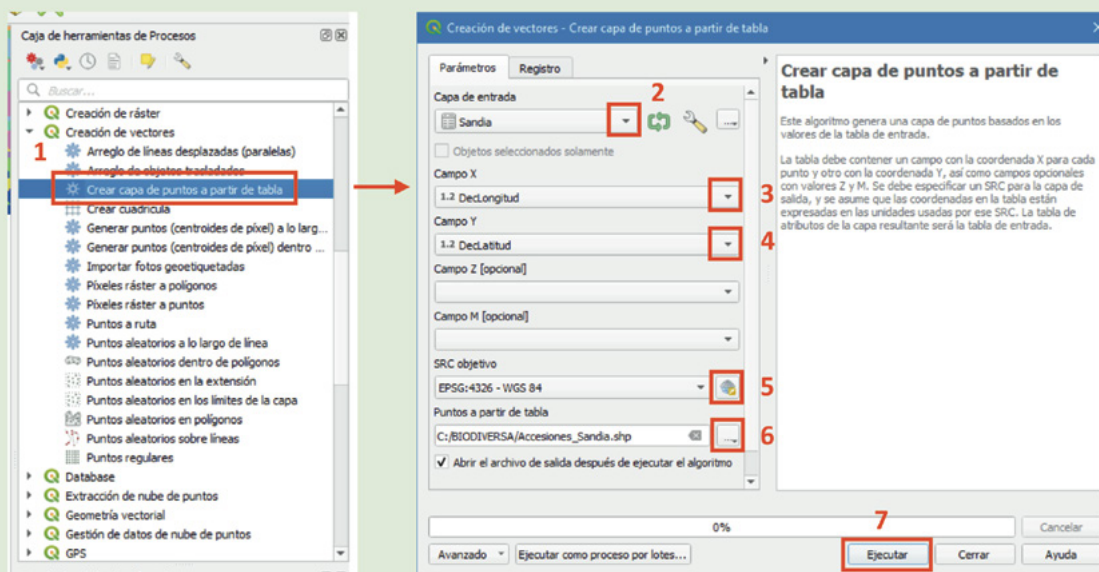 Caja de herramientas de Procesos
Buscar...
Creación de ráster
Creación de vectores
1
Arreglo de líneas desplazadas (paralelas)
Arreglo de objetos trasladados
Crear capa de puntos a partir de tabla
Crear cuadrícula
Generar puntos (centroides de píxel) a lo larg...
Generar puntos (centroides de píxel) dentro ...
Importar fotos geoetiquetadas
Píxeles ráster a polígonos
Píxeles ráster a puntos
Puntos a ruta
Puntos aleatorios a lo largo de línea
Puntos aleatorios dentro de polígonos
Puntos aleatorios en la extensión
Puntos aleatorios en los límites de la capa
Puntos aleatorios en polígonos
Puntos aleatorios sobre líneas
Puntos regulares
Database
Extracción de nube de puntos
Geometría vectorial
Gestión de datos de nube de puntos
GPS
Creación de vectores - Crear capa de puntos a partir de tabla
Parámetros Registro
Capa de entrada
2
Sandia
Objetos seleccionados solamente
Campo X
1.2 DecLongitud
3
Campo Y
1.2 DecLatitud
4
Campo Z [opcional]
Campo M [opcional]
SRC objetivo
EPSG:4326 - WGS 84
5
Puntos a partir de tabla
C:/BIODIVERSA/Accesiones_Sandia.shp
6
Abrir el archivo de salida después de ejecutar el algoritmo
Crear capa de puntos a partir de
tabla
Este algoritmo genera una capa de puntos basados en los
valores de la tabla de entrada.
La tabla debe contener un campo con la coordenada X para cada
punto y otro con la coordenada Y, así como campos opcionales
con valores Z y M. Se debe especificar un SRC para la capa de
salida, y se asume que las coordenadas en la tabla están
expresadas en las unidades usadas por ese SRC. La tabla de
atributos de la capa resultante será la tabla de entrada.
0%
7
Cancelar
Avanzado
Ejecutar como proceso por lotes...
Ejecutar
Cerrar
Ayuda